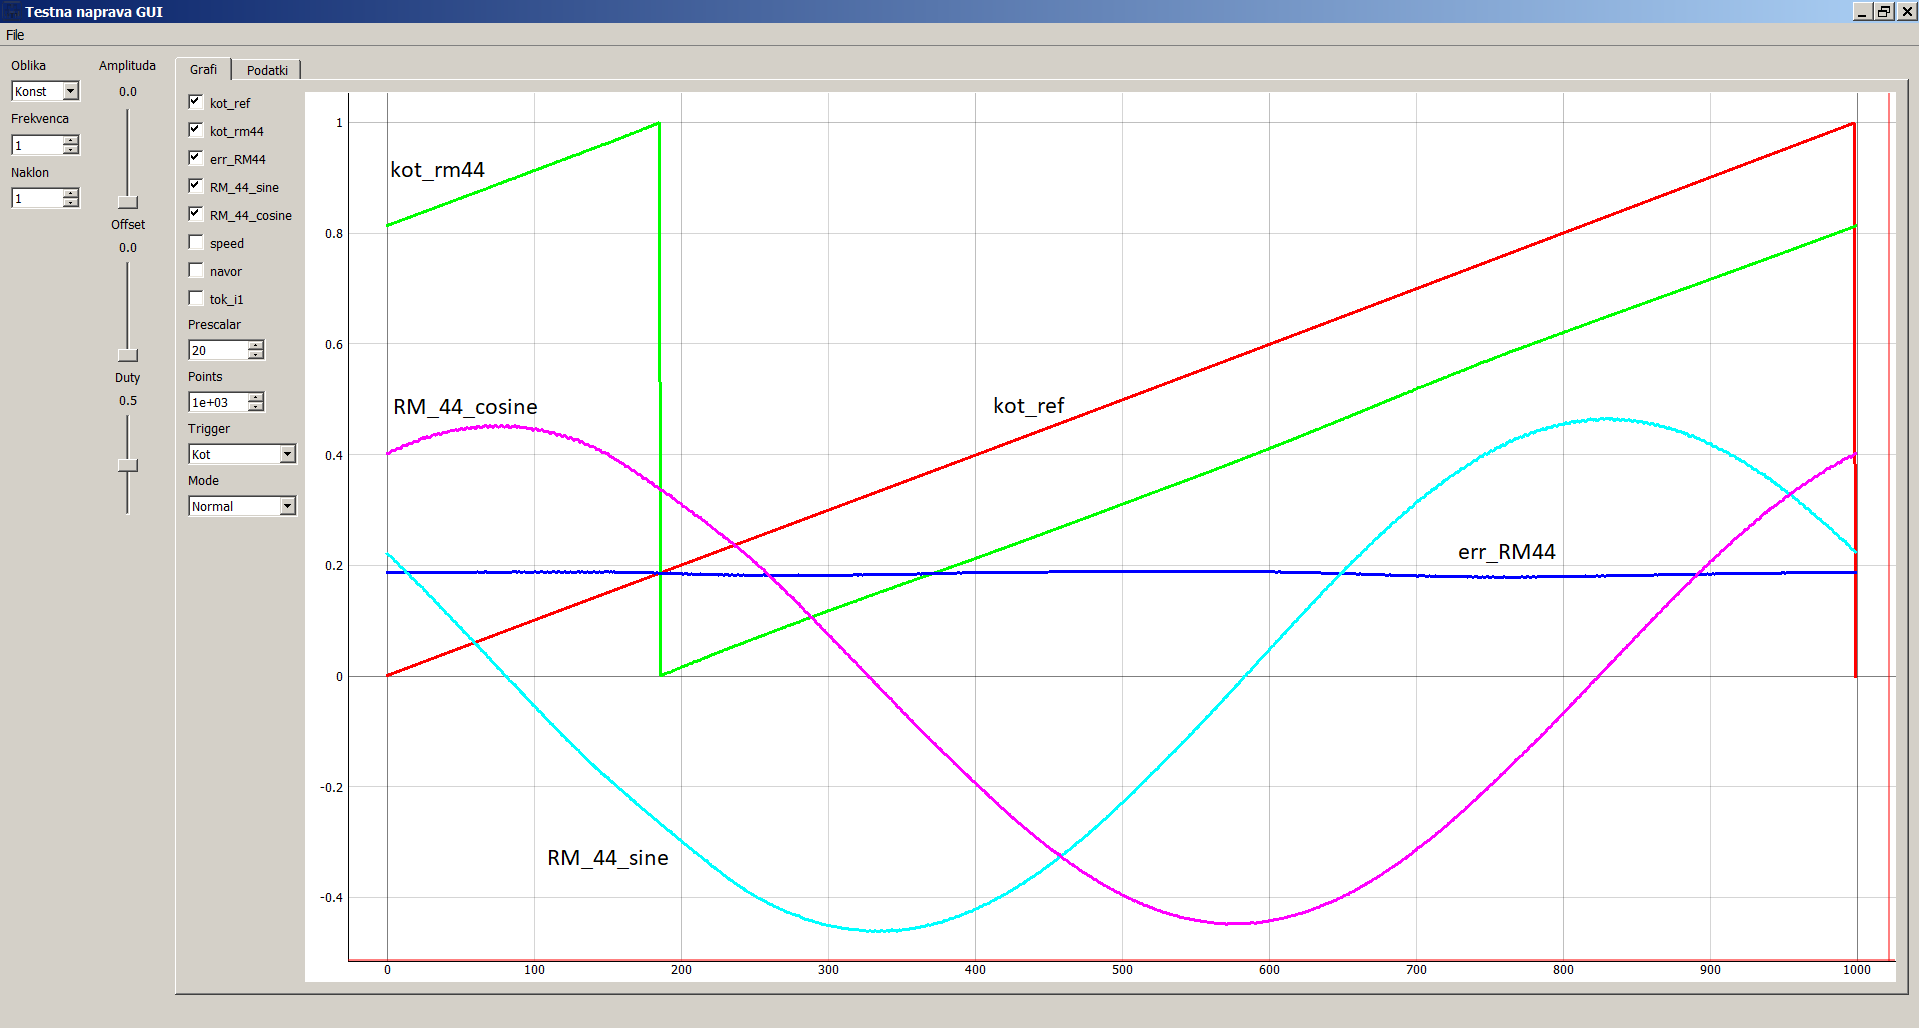 Testna naprava GUI
File
Oblika
Konst
Frekvenca
1
Naklon
1
Amplituda
0.0
Offset
0.0
Duty
0.5
Grafi
Podatki
kot_ref
kot_rm44
err_RM44
RM_44_sine
RM_44_cosine
speed
navor
tok_i1
Prescalar
20
Points
1e+03
Trigger
Kot
Mode
Normal
1
0.8
0.6
0.4
0.2
0
-0.2
-0.4
kot_rm44
RM_44_cosine
kot_ref
err_RM44
RM_44_sine
0 100 200 300 400 500 600 700 800 900 1000